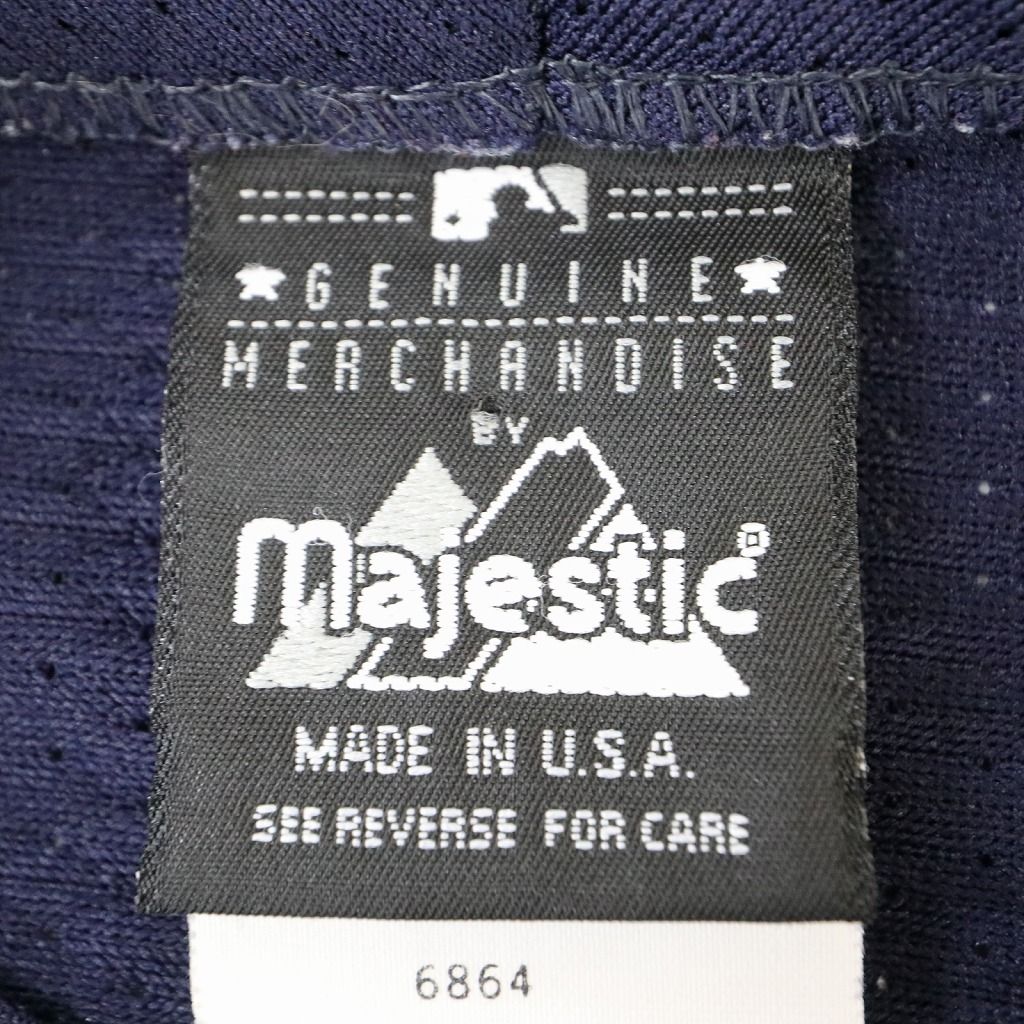 GENUINE
MERCHANDISE
BY
Majestic®
MADE IN U.S.A.
SEE REVERSE FOR CARE
6864